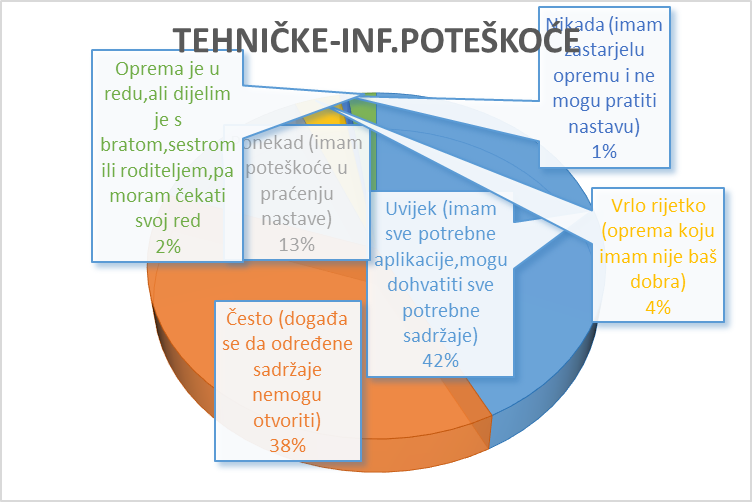 TEHNIČKE-INF.POTEŠKOĆE
Oprema je u
redu,ali dijelim
je s
bratom,sestrom
ili roditeljem,pa
moram čekati
svoj red
2%
onekad (imam
poteškoće u
praćenju
nastave)
13%
Nikada (imam
zastarjelu
opremu i ne
mogu pratiti
nastavu)
1%
Uvijek (imam
sve potrebne
aplikacije,mogu
dohvatiti sve
potrebne
sadržaje)
42%
Vrlo rijetko
(oprema koju
imam nije baš
dobra)
4%
Često (događa
se da određene
sadržaje
nemogu
otvoriti)
38%